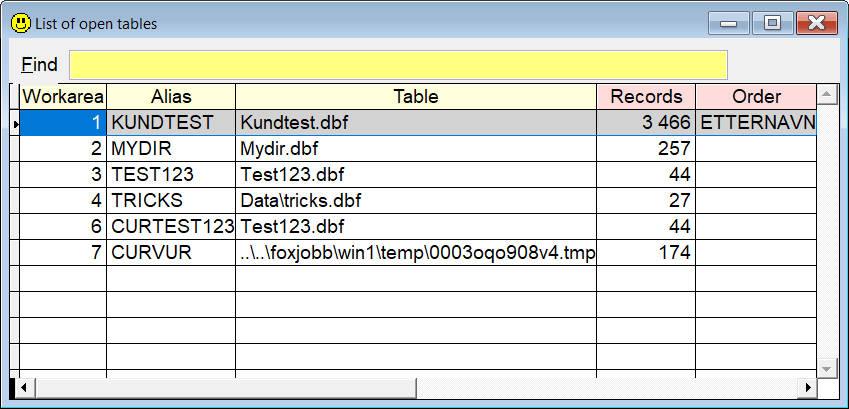 List of open tables
Find
Workarea Alias Table Records Order
1 KUNDTEST Kundtest.dbf 3 466 ETTERNAVN
2 MYDIR Mydir.dbf 257
3 TEST123 Test123.dbf 44
4 TRICKS Data\tricks.dbf 27
6 CURTEST123 Test123.dbf 44
7 CURVUR ..\..\foxjobb\win1\temp\0003oqo908v4.tmp 174